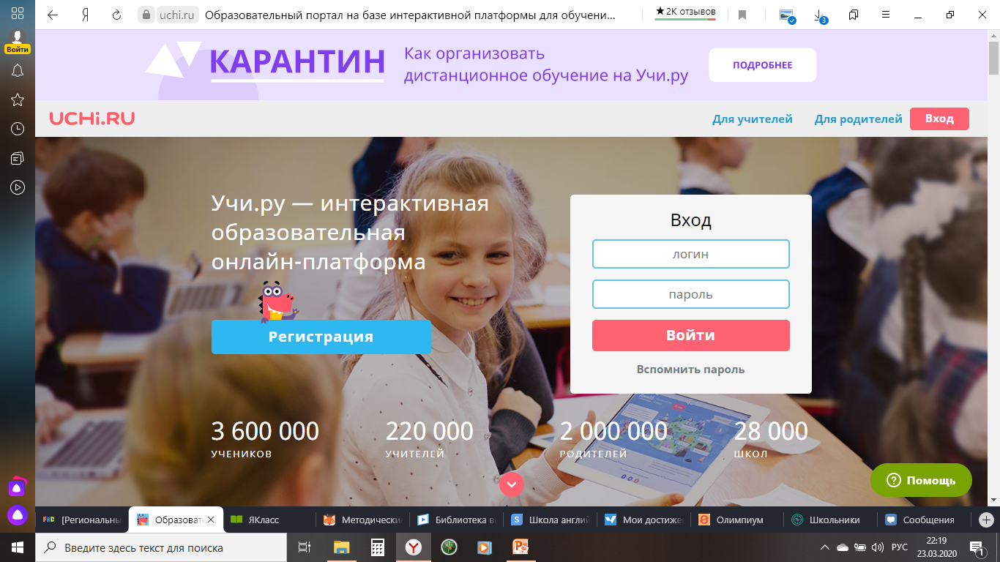 uchi.ru
Образовательный портал на базе интерактивной платформы для обучени...
★2K отзывов
3
Войти
КАРАНТИН
Как организовать
дистанционное обучение на Учи.ру
ПОДРОБНЕЕ
UCHi.RU
Для учителей
Для родителей
Вход
Учи.ру — интерактивная
образовательная
онлайн-платформа
Регистрация
Вход
логин
пароль
Войти
Вспомнить пароль
3 600 000
УЧЕНИКОВ
220 000
УЧИТЕЛЕЙ
2 000 000
РОДИТЕЛЕЙ
28 000
ШКОЛ
Помощь
[Региональны
Образоват
ЯКласс
Методически
Библиотека в
Школа англий
Мои достиже
Олимпиум
Школьники
Сообщения
Введите здесь текст для поиска
РУС
22:19
23.03.2020
1